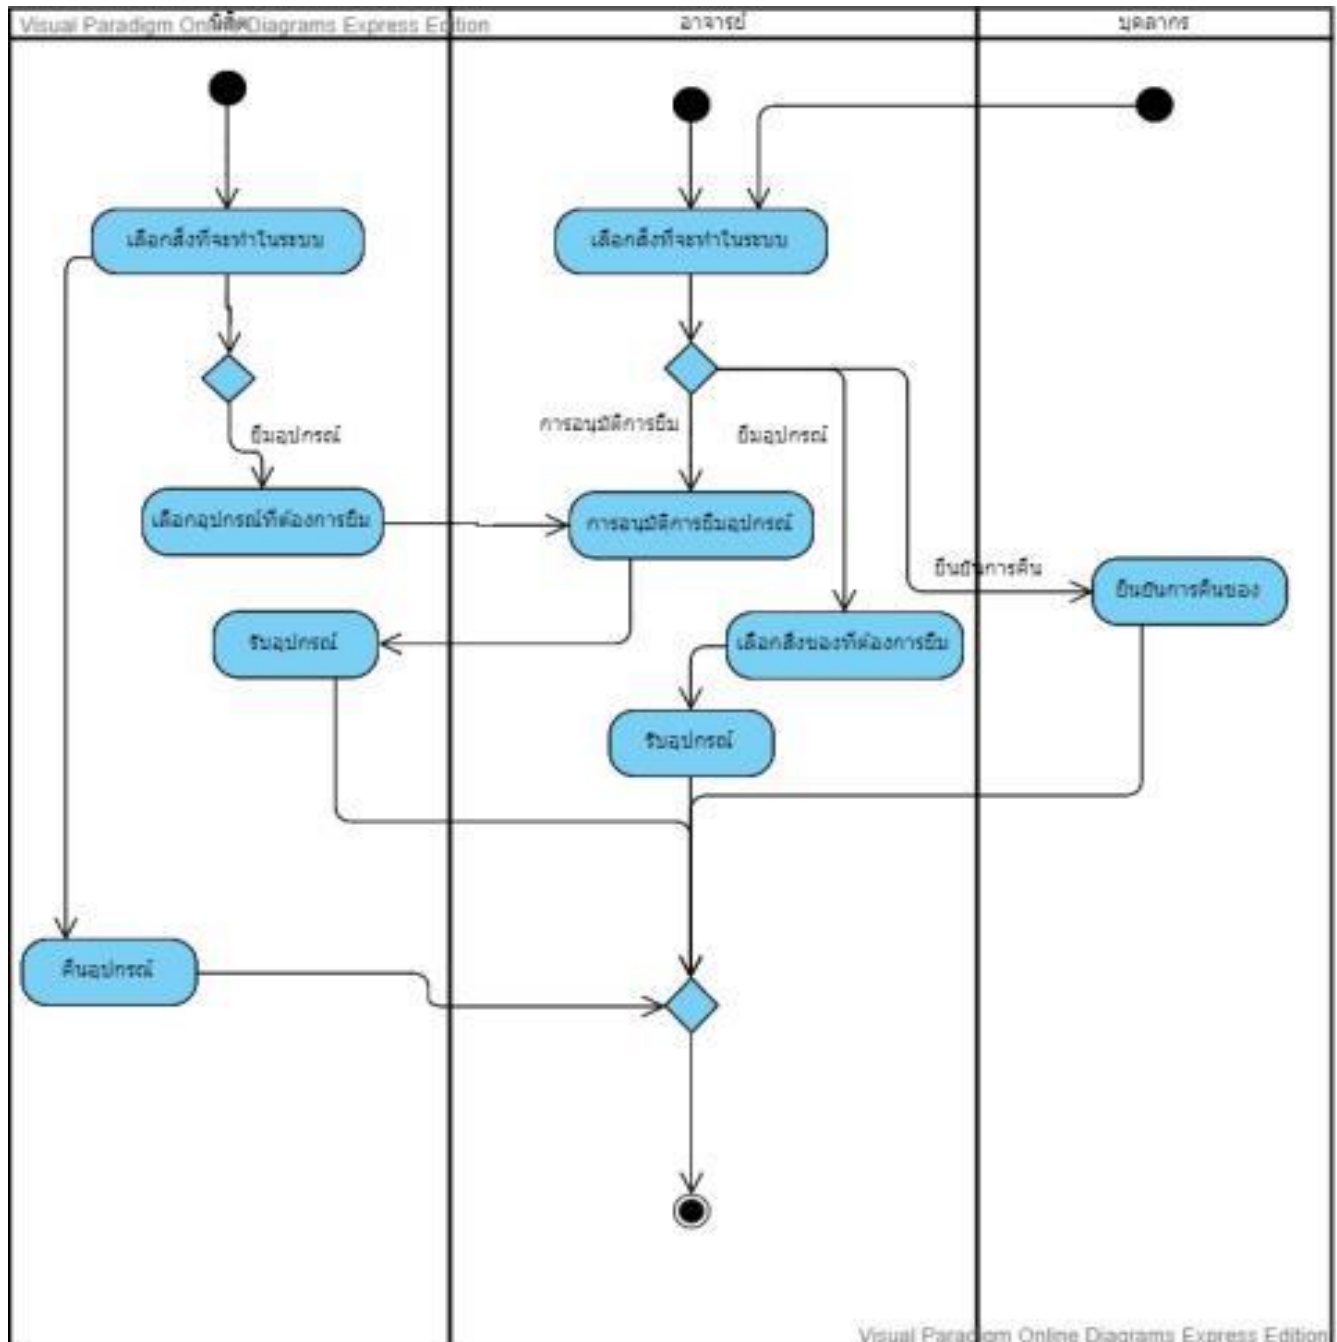 Visual Paradigm Online Diagrams Express Edition
นิสิต
อาจารย์
บุคลากร
เลือกสิ่งที่จะทำในระบบ
เลือกสิ่งที่จะทำในระบบ
ยืมอุปกรณ์
การอนุมัติการยืม
ยืมอุปกรณ์
เลือกอุปกรณ์ที่ต้องการยืม
การอนุมัติการยืมอุปกรณ์
ยืนยันการคืน
ยืนยันการคืนของ
รับอุปกรณ์
เลือกสิ่งของที่ต้องการยืม
รับอุปกรณ์
คืนอุปกรณ์
Visual Paradigm Online Diagrams Express Edition